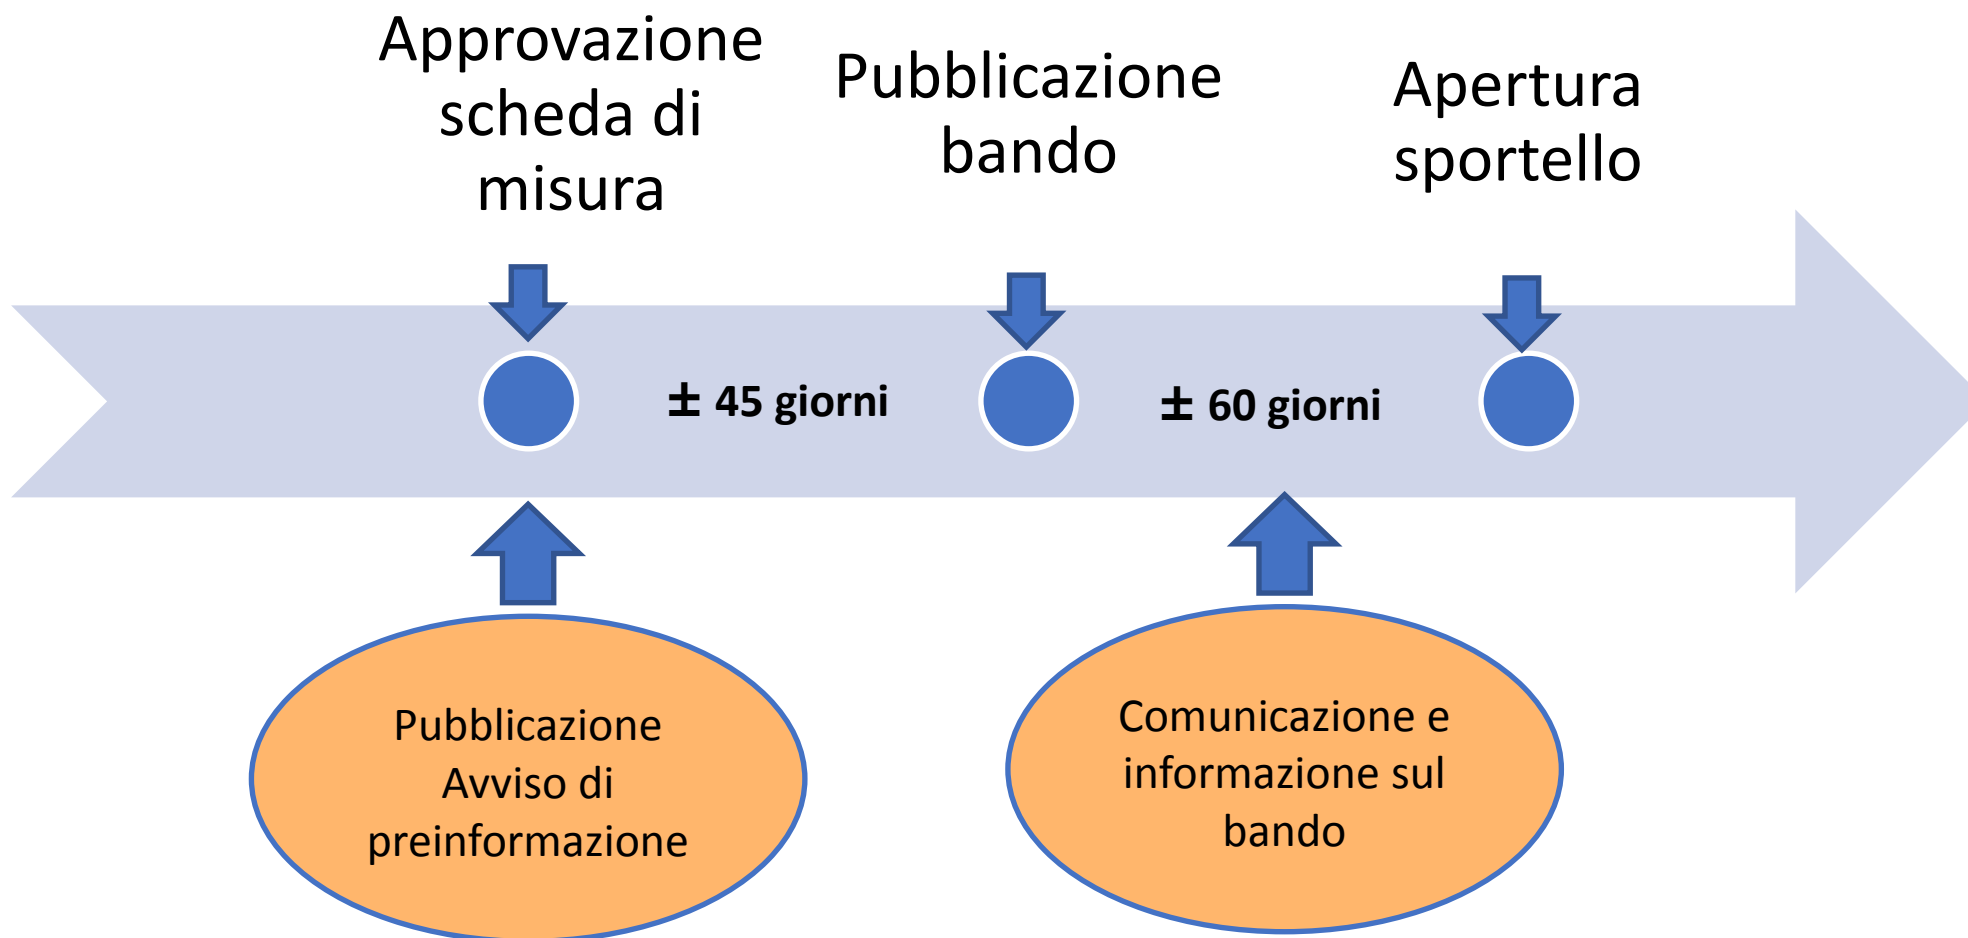 Approvazione
scheda di
misura
Pubblicazione
bando
Apertura
sportello
± 45 giorni
± 60 giorni
Pubblicazione
Avviso di
preinformazione
Comunicazione e
informazione sul
bando